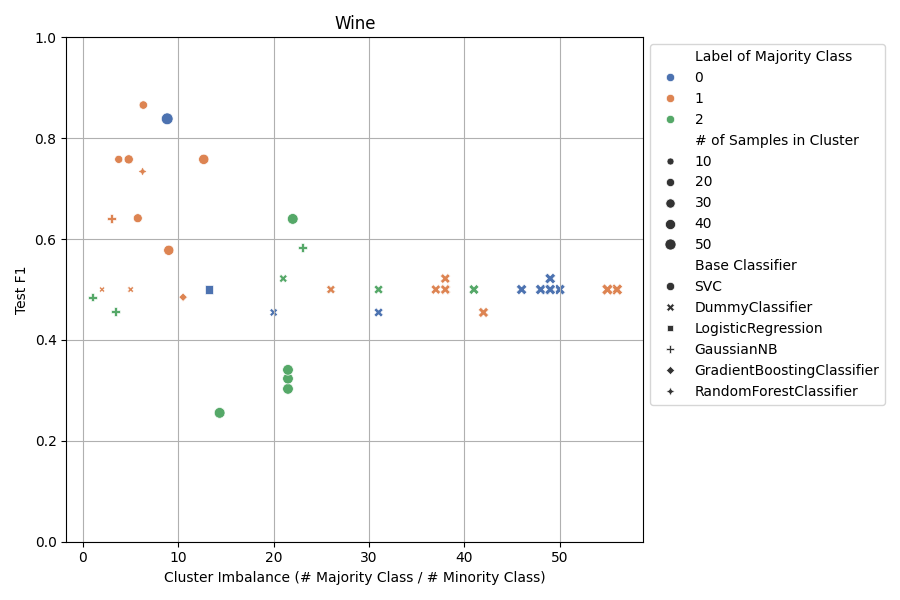 Wine
Test F1
1.0
0.8
0.6
0.4
0.2
0.0
0 10 20 30 40 50
Cluster Imbalance (# Majority Class / # Minority Class)
Label of Majority Class
0
1
2
# of Samples in Cluster
10
20
30
40
50
Base Classifier
SVC
DummyClassifier
LogisticRegression
GaussianNB
GradientBoostingClassifier
RandomForestClassifier